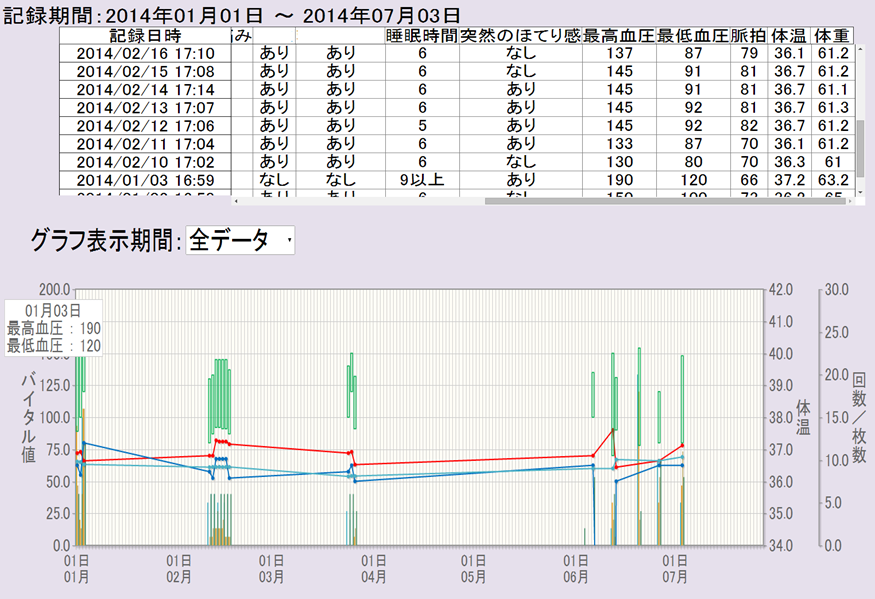 記録期間:2014年01月01日 ～ 2014年07月03日
記録日時 み 睡眠時間 突然のほてり感 最高血圧 最低血圧 脈拍 体温 体重
2014/02/16 17:10 あり あり 6 なし 137 87 79 36.1 61.2
2014/02/15 17:08 あり あり 6 なし 145 91 81 36.7 61.2
2014/02/14 17:14 あり あり 6 あり 145 91 81 36.7 61.1
2014/02/13 17:07 あり あり 6 あり 145 92 81 36.7 61.3
2014/02/12 17:06 あり あり 5 あり 145 92 82 36.7 61.2
2014/02/11 17:04 あり あり 6 あり 133 87 70 36.1 61.2
2014/02/10 17:02 あり あり 6 なし 130 80 70 36.3 61
2014/01/03 16:59 なし なし 9以上 あり 190 120 66 37.2 63.2
グラフ表示期間: 全データ
200.0 42.0 30.0
01月03日
最高血圧 : 190
最低血圧 : 120
41.0 25.0
40.0
125.0 39.0 20.0
100.0 38.0 15.0
75.0 37.0 10.0
50.0 36.0
25.0 35.0 5.0
0.0 34.0 0.0
バイタル値
体温
回数／枚数
01日 01日 01日 01日 01日 01日 01日
01月 02月 03月 04月 05月 06月 07月